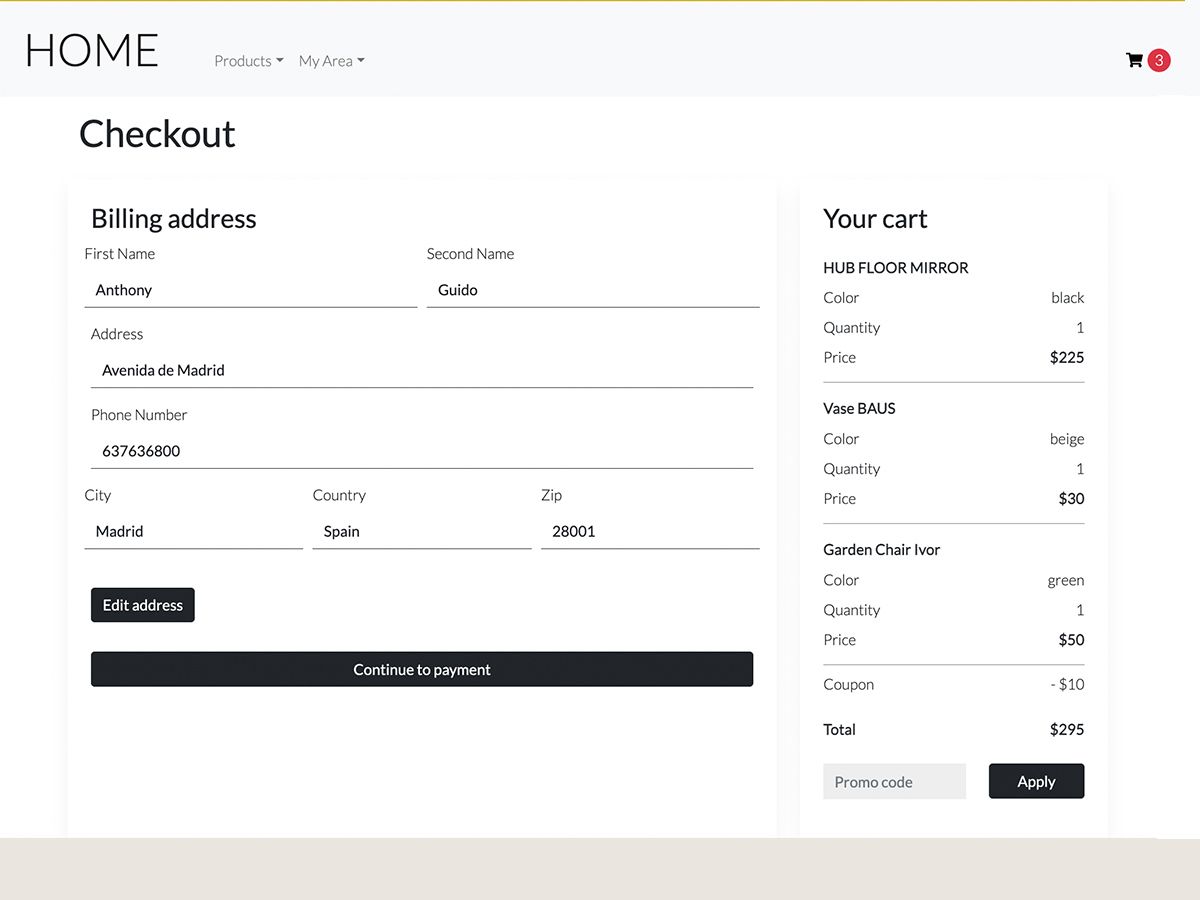 HOME
Products My Area 3
Checkout
Billing address
First Name Second Name
Anthony Guido
Address
Avenida de Madrid
Phone Number
637636800
City Country Zip
Madrid Spain 28001
Edit address
Continue to payment
Your cart
HUB FLOOR MIRROR
Color black
Quantity 1
Price $225
Vase BAUS
Color beige
Quantity 1
Price $30
Garden Chair Ivor
Color green
Quantity 1
Price $50
Coupon - $10
Total $295
Promo code Apply